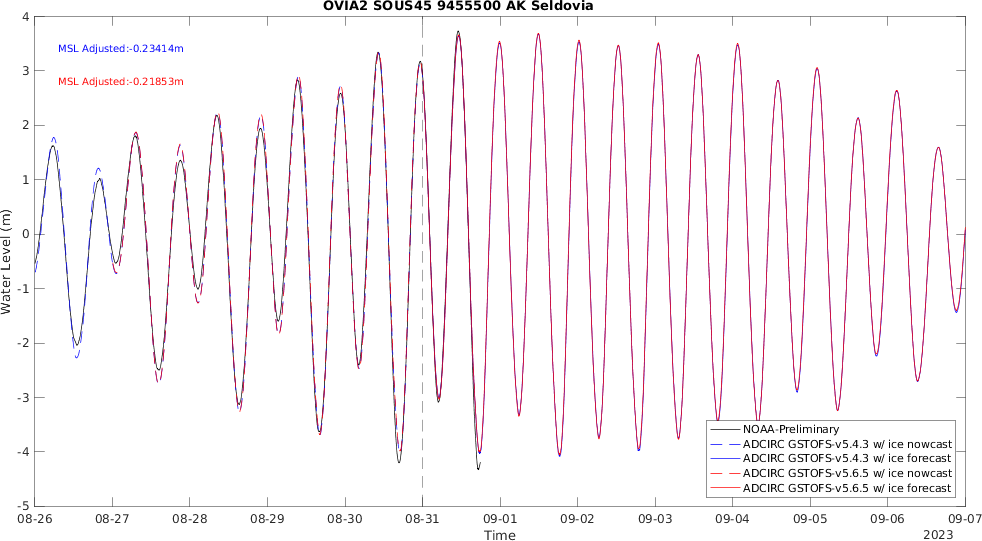 OVIA2 SOUS45 9455500 AK Seldovia
MSL Adjusted:-0.23414m
MSL Adjusted:-0.21853m
Water Level (m)
4
3
2
1
0
-1
-2
-3
-4
-5
NOAA-Preliminary
ADCIRC GSTOFS-v5.4.3 w/ ice nowcast
ADCIRC GSTOFS-v5.4.3 w/ ice forecast
ADCIRC GSTOFS-v5.6.5 w/ ice nowcast
ADCIRC GSTOFS-v5.6.5 w/ ice forecast
08-26 08-27 08-28 08-29 08-30 08-31 09-01 09-02 09-03 09-04 09-05 09-06 09-07
Time
2023